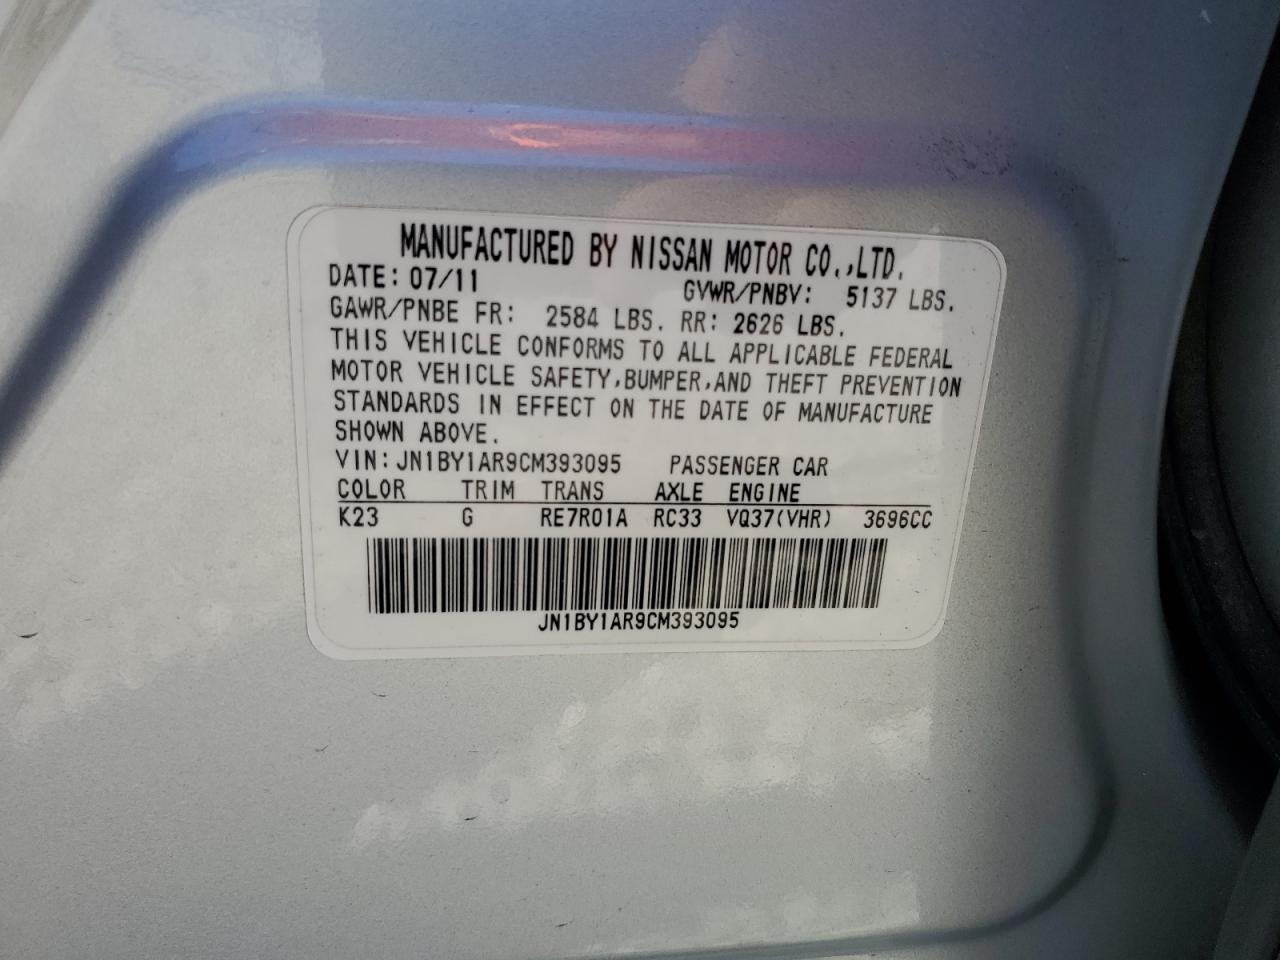 MANUFACTURED BY NISSAN MOTOR CO.,LTD.
DATE: 07/11 GVWR/PNBV: 5137 LBS.
GAWR/PNBE FR: 2584 LBS. RR: 2626 LBS.
THIS VEHICLE CONFORMS TO ALL APPLICABLE FEDERAL
MOTOR VEHICLE SAFETY,BUMPER,AND THEFT PREVENTION
STANDARDS IN EFFECT ON THE DATE OF MANUFACTURE
SHOWN ABOVE.
VIN: JN1BY1AR9CM393095 PASSENGER CAR
COLOR TRIM TRANS AXLE ENGINE
K23 G RE7R01A RC33 VQ37(VHR) 3696CC
JN1BY1AR9CM393095